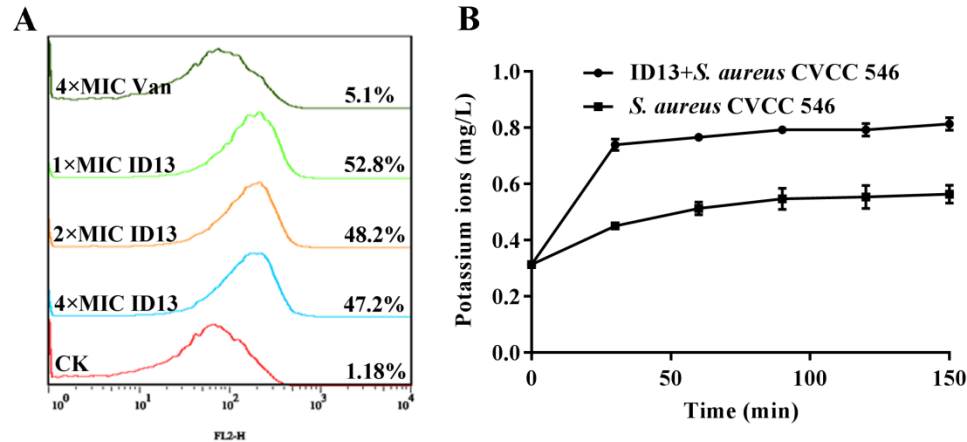 A
4×MIC Van
5.1%
1×MIC ID13
52.8%
2×MIC ID13
48.2%
4×MIC ID13
47.2%
CK
1.18%
10^0 10^1 10^2 10^3 10^4
FL2-H
B
ID13+S. aureus CVCC 546
S. aureus CVCC 546
Potassium ions (mg/L)
1.0
0.8
0.6
0.4
0.2
0.0
0 50 100 150
Time (min)